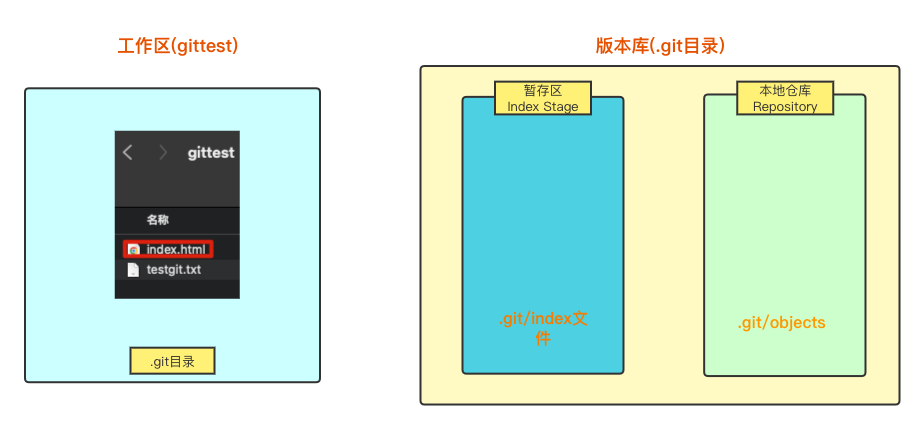 工作区(gittest)
版本库(.git目录)
gittest
名称
index.html
testgit.txt
.git目录
暂存区
Index Stage
.git/index文
件
本地仓库
Repository
.git/objects